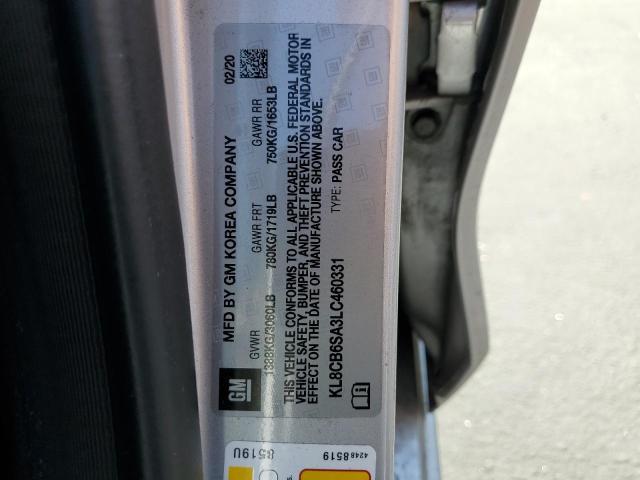 GM
MFD BY GM KOREA COMPANY 02/20
GVWR GAWR FRT GAWR RR
1388KG/3060LB 780KG/1719LB 750KG/1653LB
THIS VEHICLE CONFORMS TO ALL APPLICABLE U.S. FEDERAL MOTOR
VEHICLE SAFETY, BUMPER, AND THEFT PREVENTION STANDARDS IN
EFFECT ON THE DATE OF MANUFACTURE SHOWN ABOVE.
KL8CB6SA3LC460331 TYPE: PASS CAR
i
8519U
4248 8519